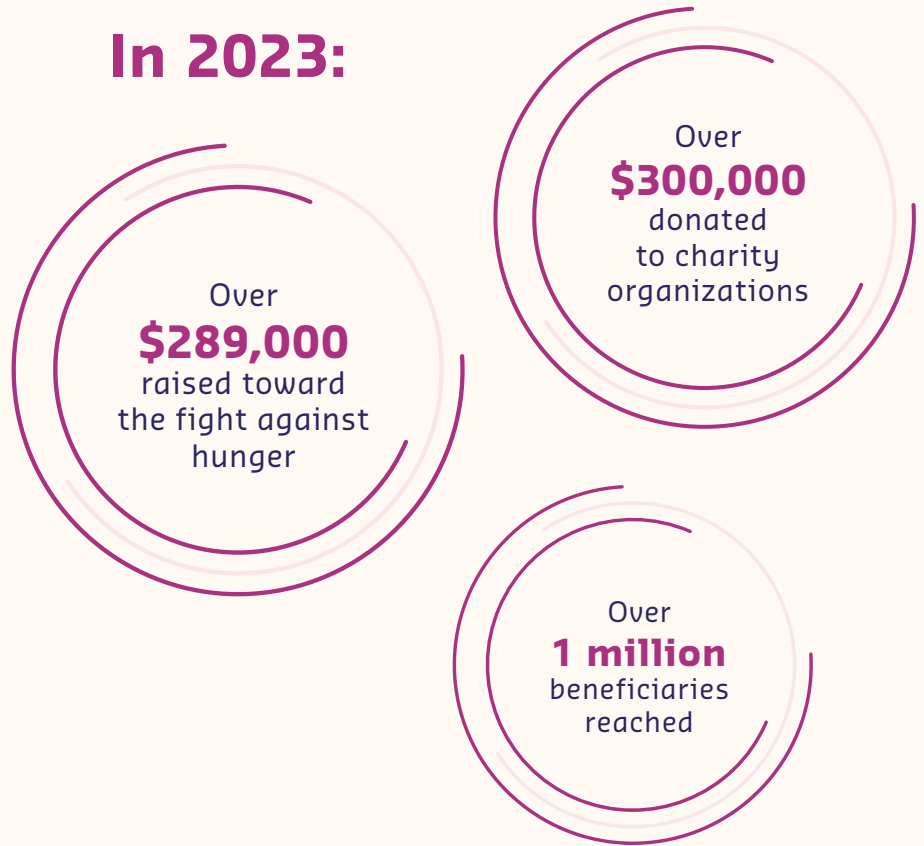 In 2023:
Over
$289,000
raised toward
the fight against
hunger
Over
$300,000
donated
to charity
organizations
Over
1 million
beneficiaries
reached